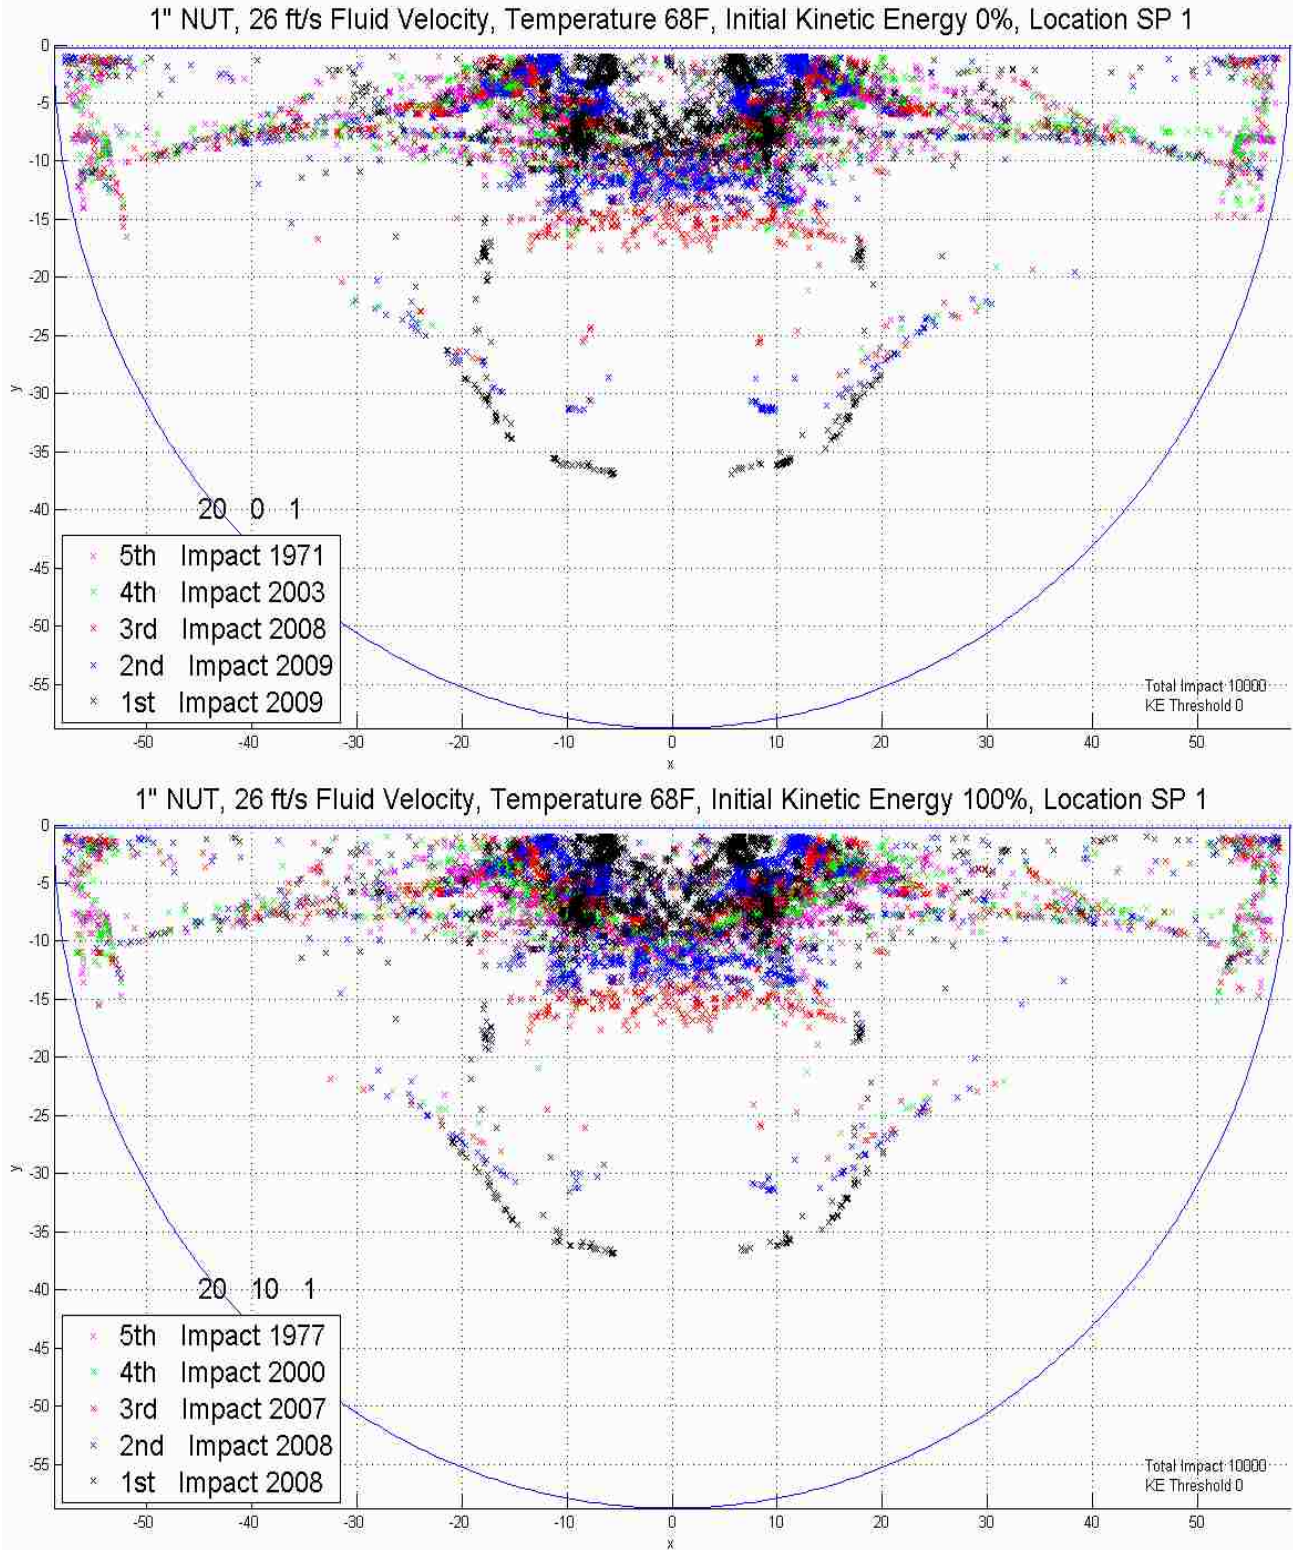 1" NUT, 26 ft/s Fluid Velocity, Temperature 68F, Initial Kinetic Energy 0%, Location SP 1
0
-5
-10
-15
-20
-25
-30
-35
-40
-45
-50
-55
y
20 0 1
5th Impact 1971
4th Impact 2003
3rd Impact 2008
2nd Impact 2009
1st Impact 2009
Total Impact 10000
KE Threshold 0
-50 -40 -30 -20 -10 0 10 20 30 40 50
x
1" NUT, 26 ft/s Fluid Velocity, Temperature 68F, Initial Kinetic Energy 100%, Location SP 1
0
-5
-10
-15
-20
-25
-30
-35
-40
-45
-50
-55
y
20 10 1
5th Impact 1977
4th Impact 2000
3rd Impact 2007
2nd Impact 2008
1st Impact 2008
Total Impact 10000
KE Threshold 0
-50 -40 -30 -20 -10 0 10 20 30 40 50
x